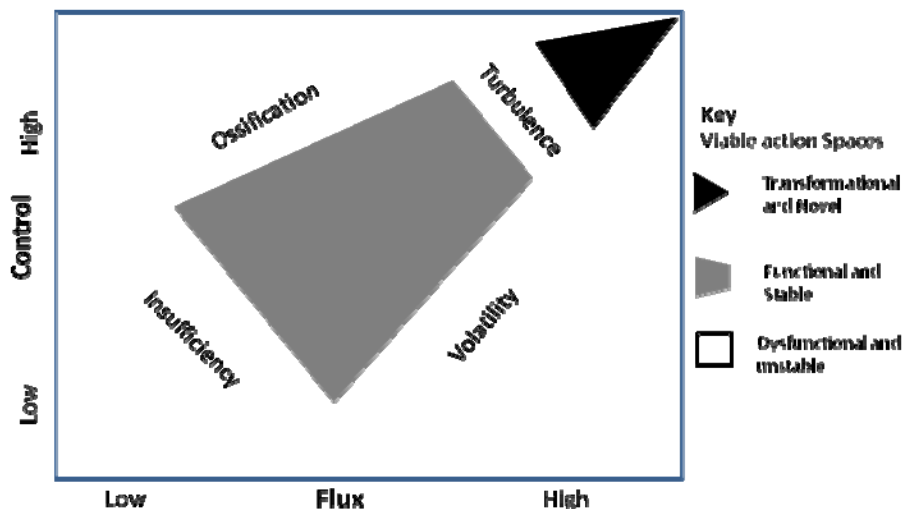 Ossification
Turbulence
Insufficiency
Volatility
High
Control
Low
Low
Flux
High
Key
Viable action Spaces
Transformational
and Novel
Functional and
Stable
Dysfunctional and
unstable